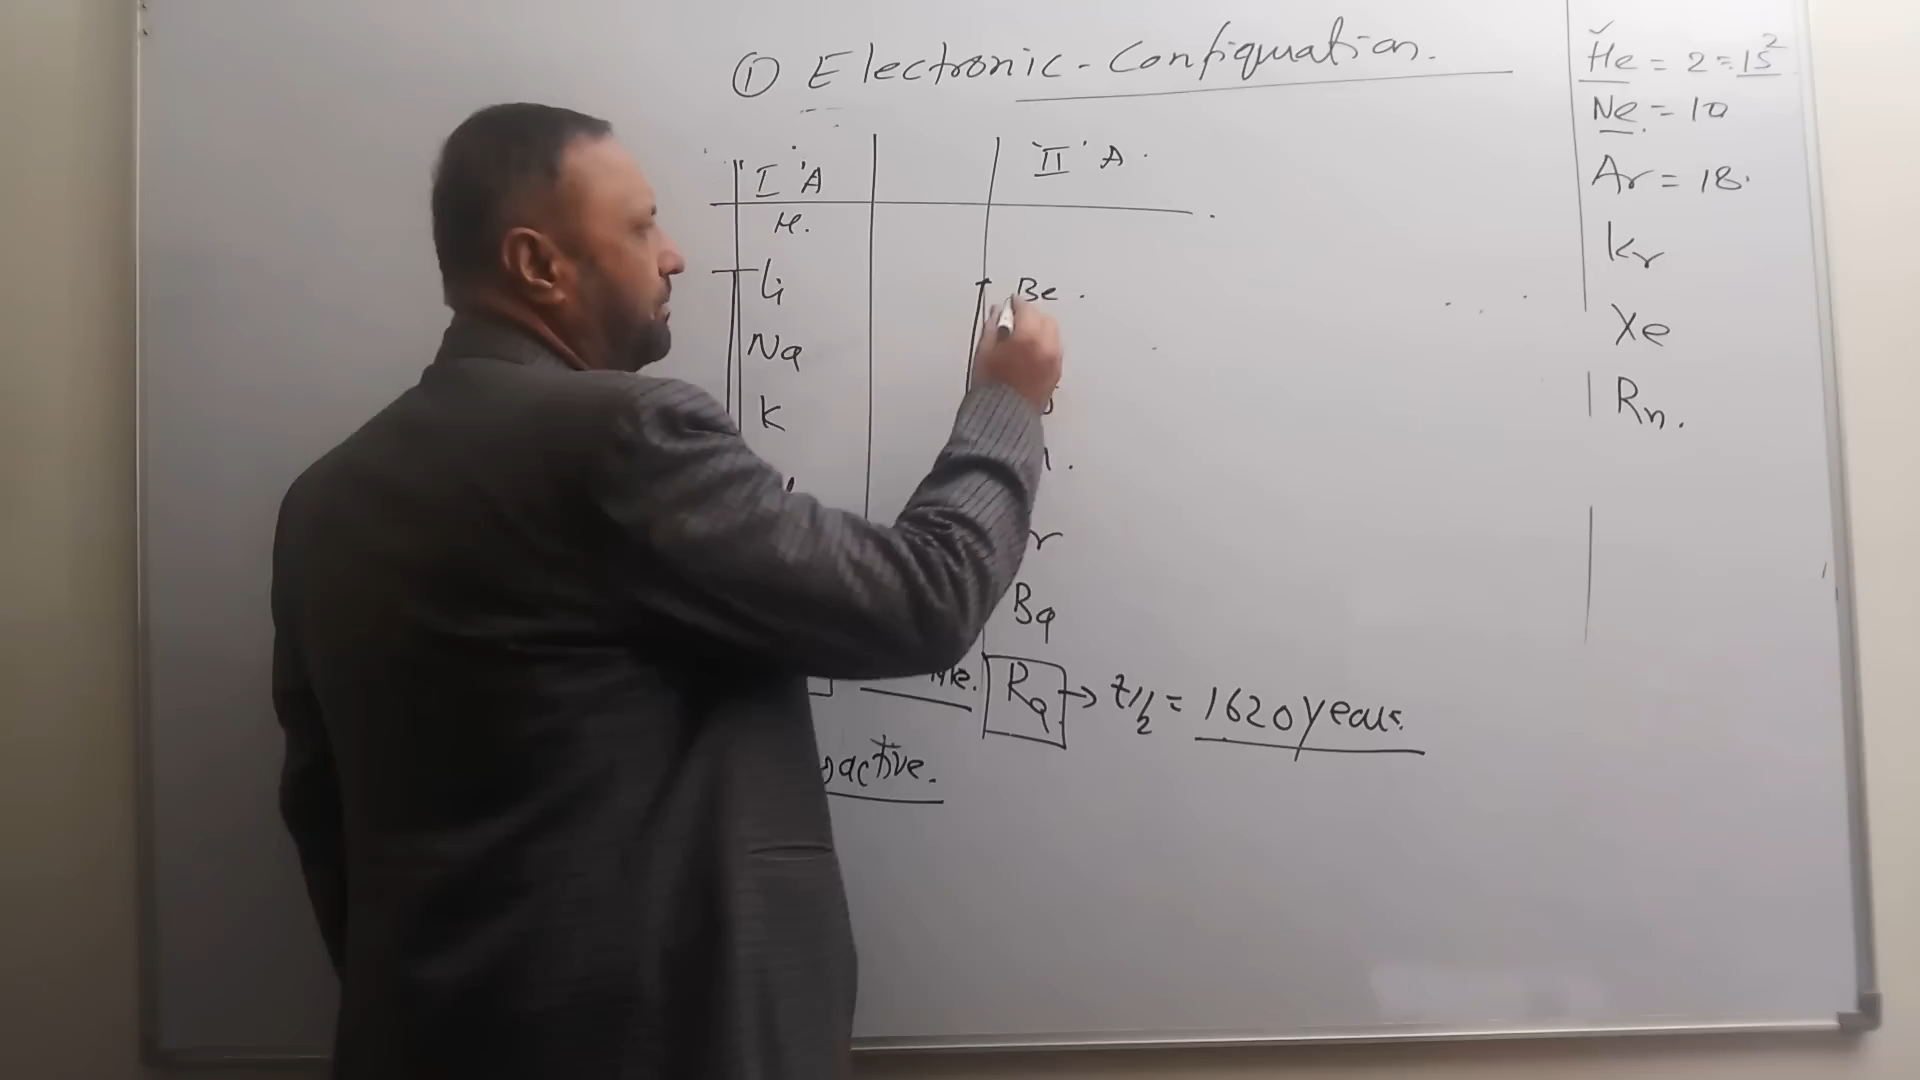 ① Electronic-Configuration.
I 'A
II ' A.
H.
Li
Be.
Na
K
Ba
Ra → t1/2 = 1620 years.
He = 2 = 1s²
Ne = 10
Ar = 18.
Kr
Xe
Rn.